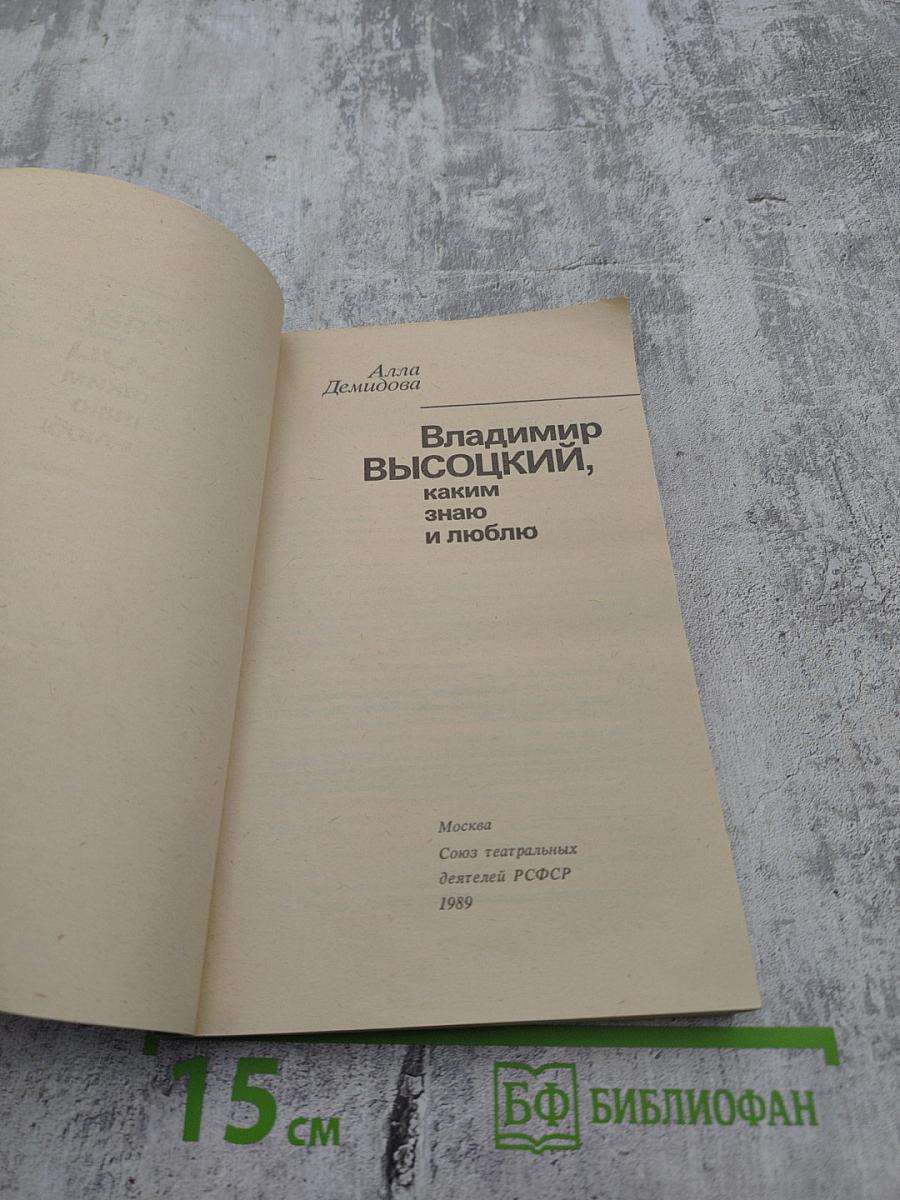 Алла
Демидова
Владимир
ВЫСОЦКИЙ,
каким
знаю
и люблю
Москва
Союз театральных
деятелей РСФСР
1989
15 см
БФ БИБЛИОФАН